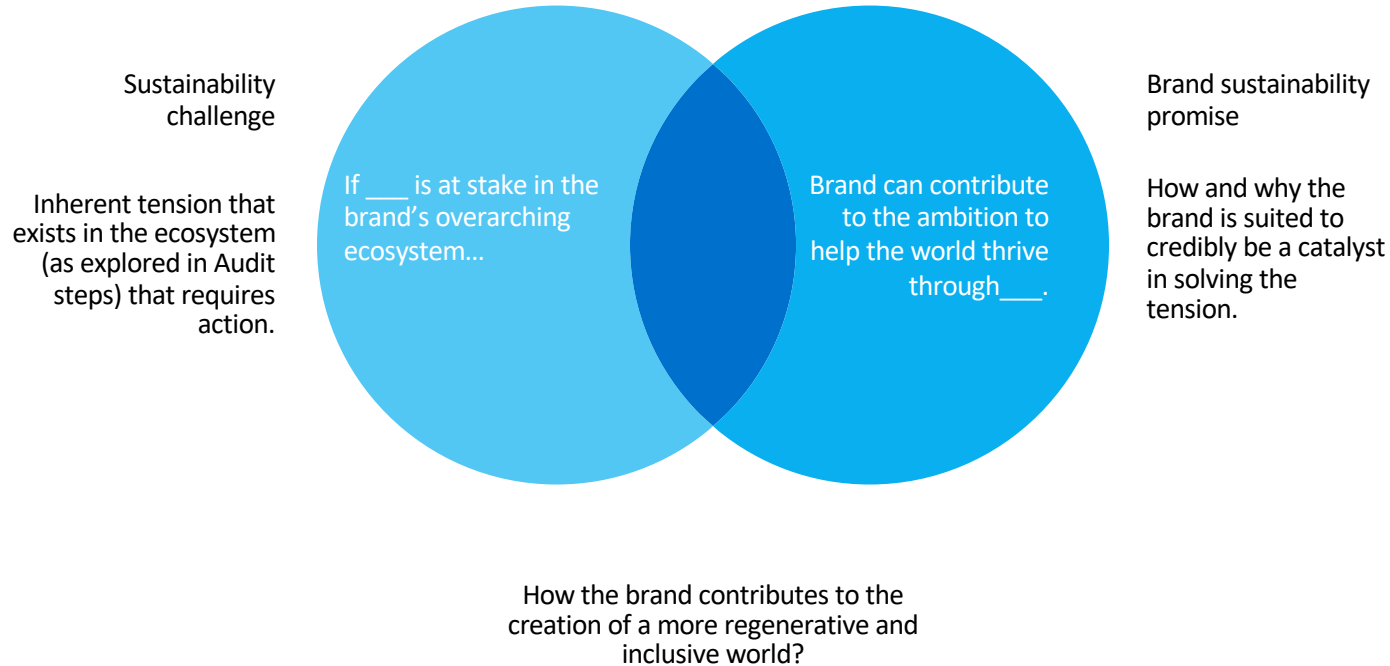 Sustainability
challenge
Inherent tension that
exists in the ecosystem
(as explored in Audit
steps) that requires
action.
If ___ is at stake in the
brand’s overarching
ecosystem…
Brand can contribute
to the ambition to
help the world thrive
through___.
Brand sustainability
promise
How and why the
brand is suited to
credibly be a catalyst
in solving the
tension.
How the brand contributes to the
creation of a more regenerative and
inclusive world?